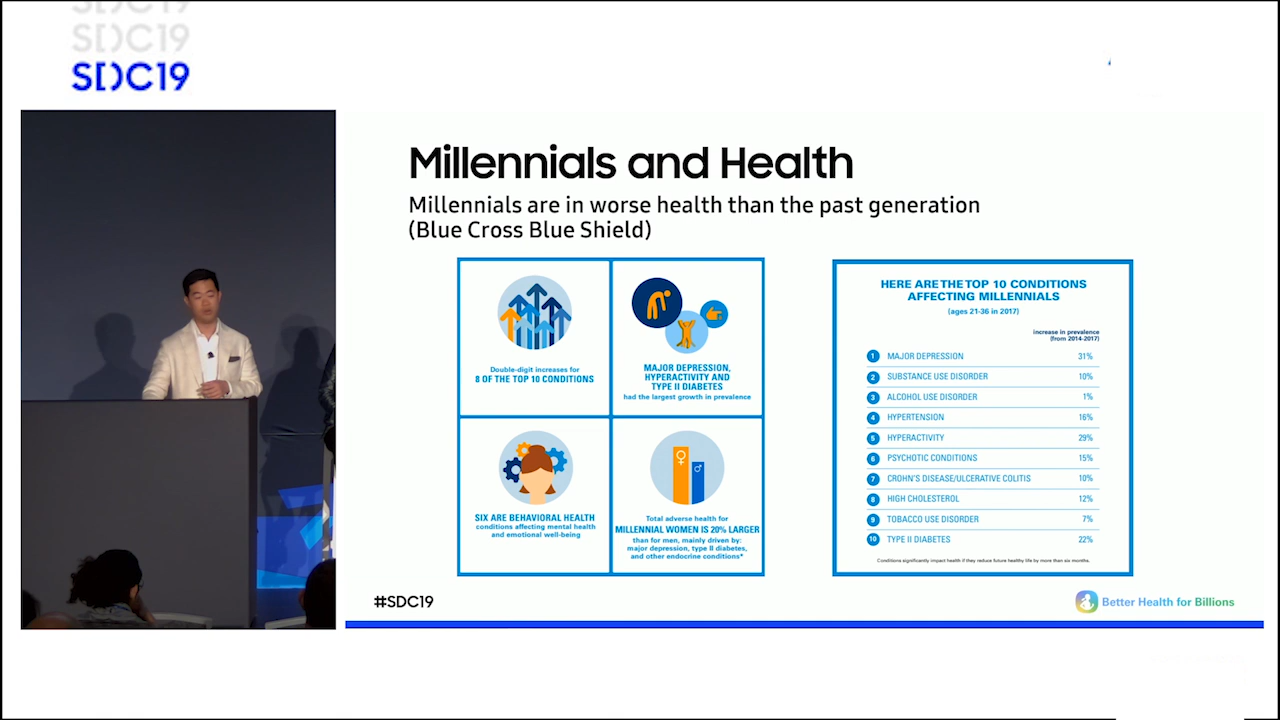 SDC19
SDC19
Millennials and Health
Millennials are in worse health than the past generation
(Blue Cross Blue Shield)
Double-digit increases for
8 OF THE TOP 10 CONDITIONS
MAJOR DEPRESSION,
HYPERACTIVITY AND
TYPE II DIABETES
had the largest growth in prevalence
SIX ARE BEHAVIORAL HEALTH
conditions affecting mental health
and emotional well-being
Total adverse health for
MILLENNIAL WOMEN IS 20% LARGER
than for men, mainly driven by:
major depression, type II diabetes,
and other endocrine conditions*
HERE ARE THE TOP 10 CONDITIONS
AFFECTING MILLENNIALS
(ages 21-36 in 2017)
increase in prevalence
(from 2014-2017)
1 MAJOR DEPRESSION 31%
2 SUBSTANCE USE DISORDER 10%
3 ALCOHOL USE DISORDER 1%
4 HYPERTENSION 16%
5 HYPERACTIVITY 29%
6 PSYCHOTIC CONDITIONS 15%
7 CROHN'S DISEASE/ULCERATIVE COLITIS 10%
8 HIGH CHOLESTEROL 12%
9 TOBACCO USE DISORDER 7%
10 TYPE II DIABETES 22%
Conditions significantly impact health if they reduce future healthy life by more than six months.
#SDC19
Better Health for Billions